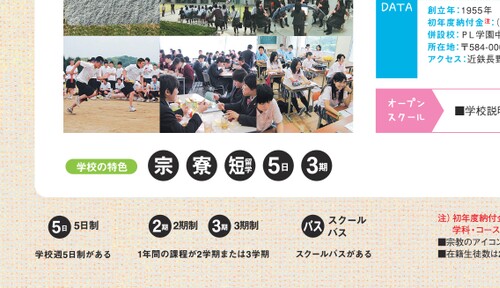 DATA
創立年：1955年
初年度納付金注：(
併設校：PL学園中
所在地：〒584-00
アクセス：近鉄長野
オープン
スクール
■学校説明
学校の特色
宗 寮 短留学 5日 3期
5日 5日制
2期 2期制
3期 3期制
バス スクール
バス
学校週5日制がある
1年間の課程が2学期または3学期
スクールバスがある
注）初年度納付金
学科・コース
■宗教のアイコン
■在籍生徒数は2